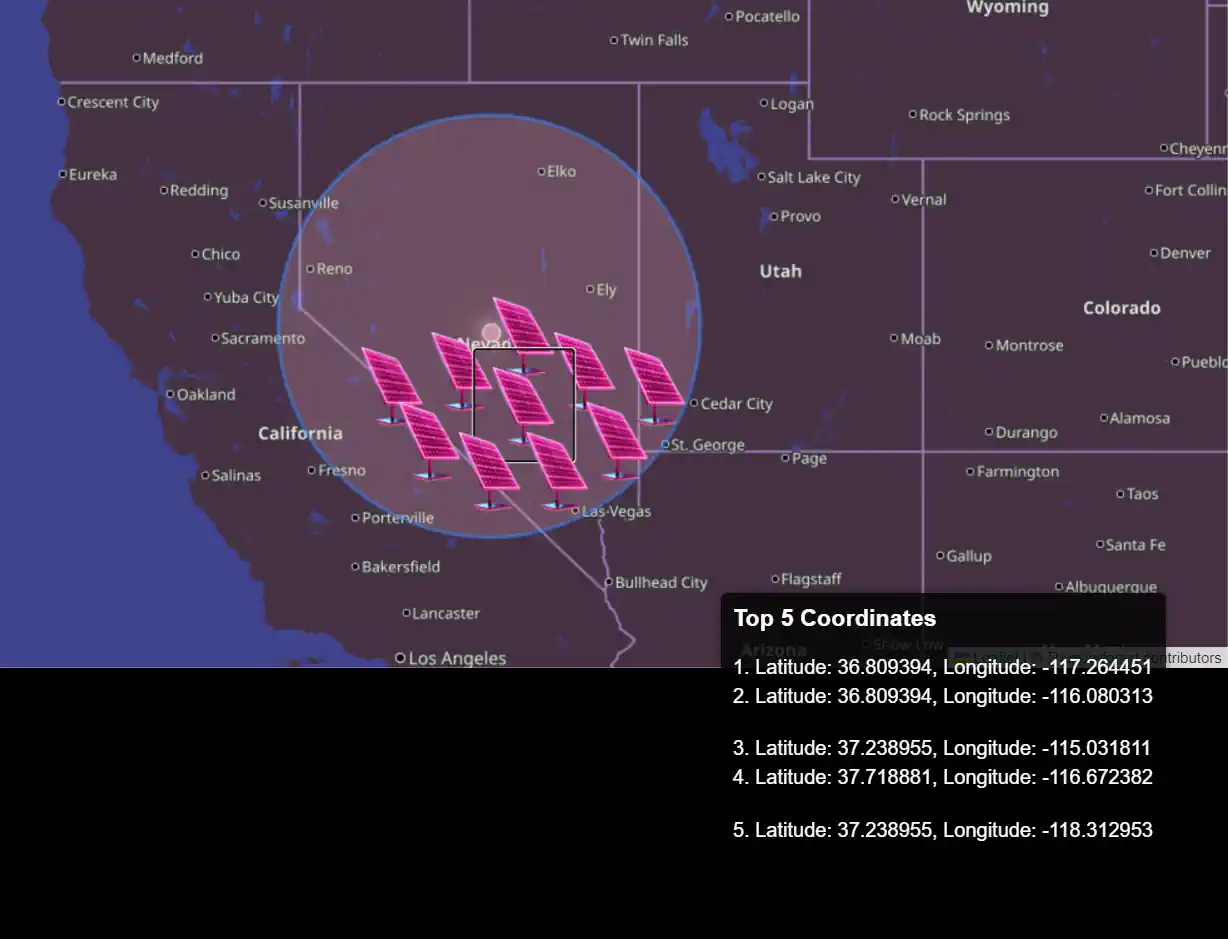 Wyoming
Pocatello
Twin Falls
Medford
Crescent City
Logan
Rock Springs
Cheyenn
Eureka
Redding
Susanville
Elko
Salt Lake City
Vernal
Fort Collin
Provo
Chico
Reno
Utah
Denver
Yuba City
Ely
Colorado
Sacramento
Nevad
Moab
Montrose
Pueblo
Oakland
Cedar City
Alamosa
California
Durango
St. George
Page
Salinas
Fresno
Farmington
Taos
Porterville
Las Vegas
Santa Fe
Gallup
Bakersfield
Bullhead City
Flagstaff
Albuquerque
Lancaster
Top 5 Coordinates
Arizona
Show Low
Los Angeles
contributors
1. Latitude: 36.809394, Longitude: -117.264451
2. Latitude: 36.809394, Longitude: -116.080313
3. Latitude: 37.238955, Longitude: -115.031811
4. Latitude: 37.718881, Longitude: -116.672382
5. Latitude: 37.238955, Longitude: -118.312953